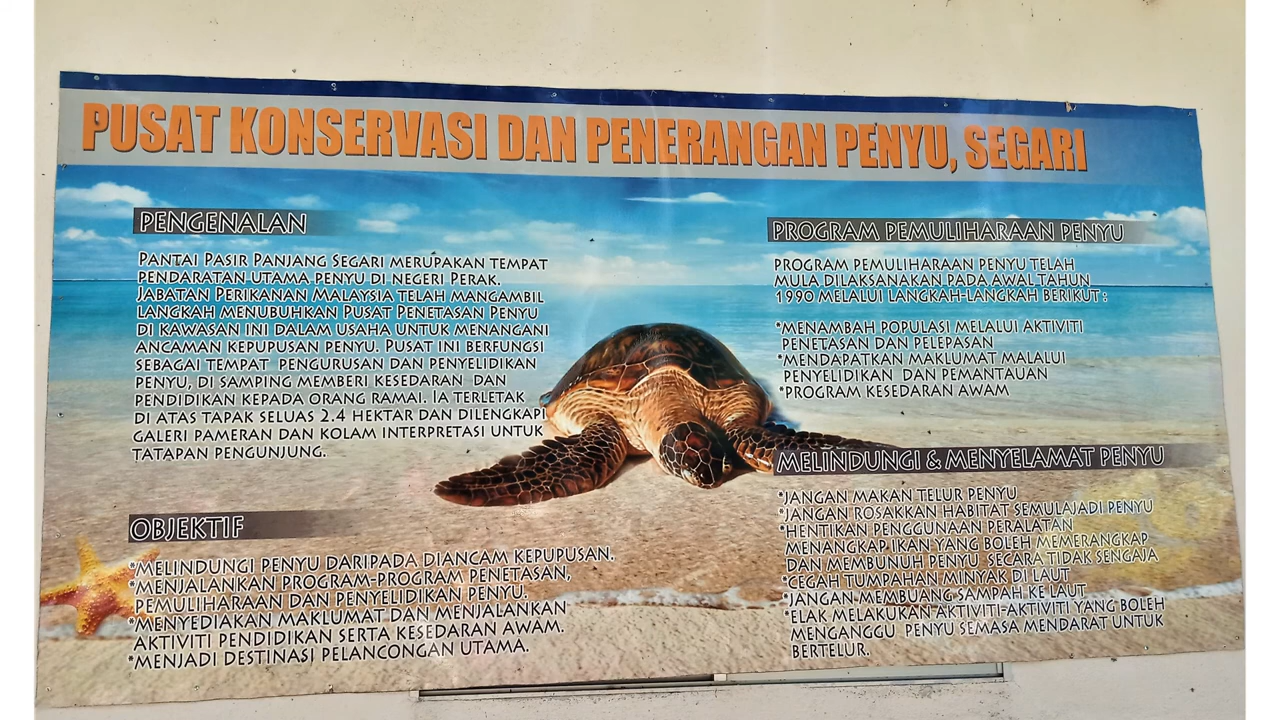 PUSAT KONSERVASI DAN PENERANGAN PENYU, SEGARI
PENGENALAN
PANTAI PASIR PANJANG SEGARI MERUPAKAN TEMPAT
PENDARATAN UTAMA PENYU DI NEGERI PERAK.
JABATAN PERIKANAN MALAYSIA TELAH MANGAMBIL
LANGKAH MENUBUHKAN PUSAT PENETASAN PENYU
DI KAWASAN INI DALAM USAHA UNTUK MENANGANI
ANCAMAN KEPUPUSAN PENYU. PUSAT INI BERFUNGSI
SEBAGAI TEMPAT PENGURUSAN DAN PENYELIDIKAN
PENYU, DI SAMPING MEMBERI KESEDARAN DAN
PENDIDIKAN KEPADA ORANG RAMAI. IA TERLETAK
DI ATAS TAPAK SELUAS 2.4 HEKTAR DAN DILENGKAPI
GALERI PAMERAN DAN KOLAM INTERPRETASI UNTUK
TATAPAN PENGUNJUNG.
OBJEKTIF
*MELINDUNGI PENYU DARIPADA DIANCAM KEPUPUSAN.
*MENJALANKAN PROGRAM-PROGRAM PENETASAN,
PEMULIHARAAN DAN PENYELIDIKAN PENYU.
*MENYEDIAKAN MAKLUMAT DAN MENJALANKAN
AKTIVITI PENDIDIKAN SERTA KESEDARAN AWAM.
*MENJADI DESTINASI PELANCONGAN UTAMA.
PROGRAM PEMULIHARAAN PENYU
PROGRAM PEMULIHARAAN PENYU TELAH
MULA DILAKSANAKAN PADA AWAL TAHUN
1990 MELALUI LANGKAH-LANGKAH BERIKUT :
*MENAMBAH POPULASI MELALUI AKTIVITI
PENETASAN DAN PELEPASAN
*MENDAPATKAN MAKLUMAT MALALUI
PENYELIDIKAN DAN PEMANTAUAN
*PROGRAM KESEDARAN AWAM
MELINDUNGI & MENYELAMAT PENYU
*JANGAN MAKAN TELUR PENYU
*JANGAN ROSAKKAN HABITAT SEMULAJADI PENYU
*HENTIKAN PENGGUNAAN PERALATAN
MENANGKAP IKAN YANG BOLEH MEMERANGKAP
DAN MEMBUNUH PENYU SECARA TIDAK SENGAJA
*CEGAH TUMPAHAN MINYAK DI LAUT
*JANGAN MEMBUANG SAMPAH KE LAUT
*ELAK MELAKUKAN AKTIVITI-AKTIVITI YANG BOLEH
MENGANGGU PENYU SEMASA MENDARAT UNTUK
BERTELUR.